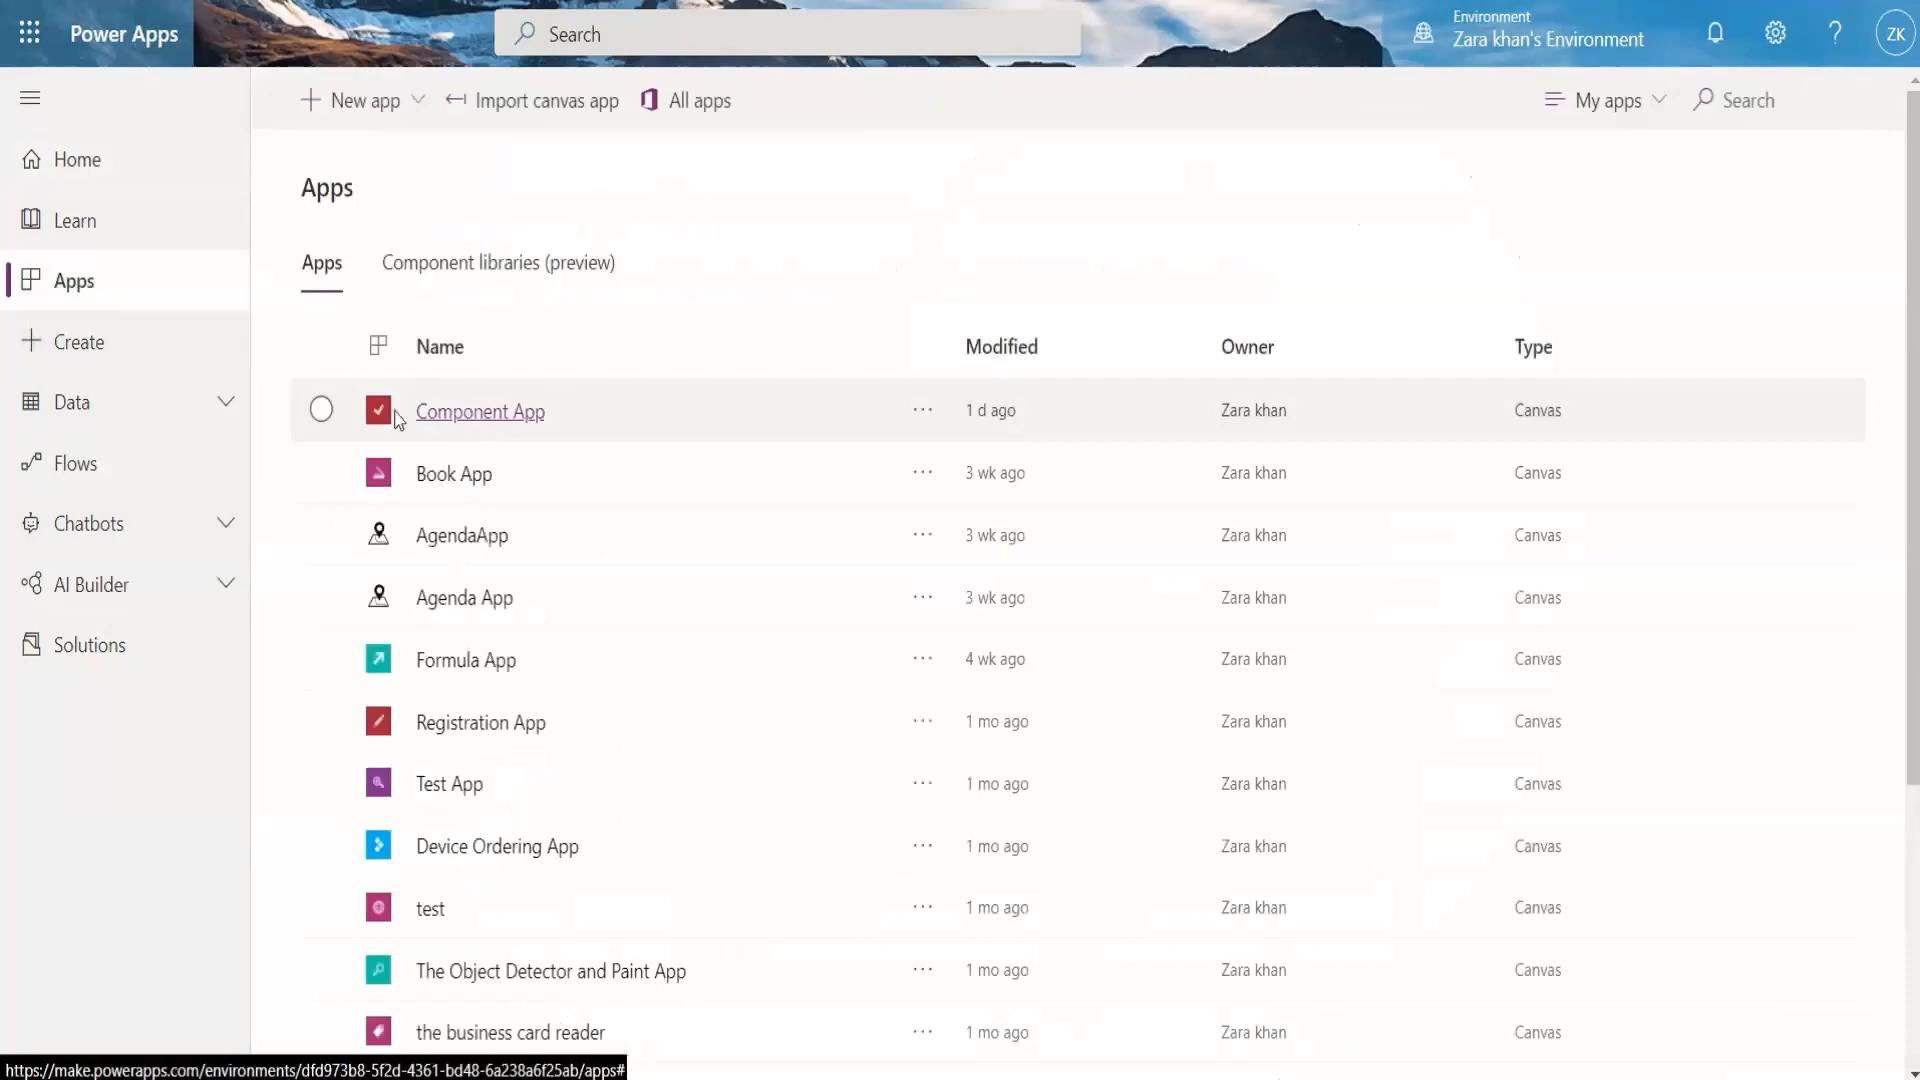 Power Apps
Search
Environment
Zara khan's Environment
?
ZK
New app
Import canvas app
All apps
My apps
Search
Home
Learn
Apps
Create
Data
Flows
Chatbots
AI Builder
Solutions
Apps
Apps
Component libraries (preview)
Name Modified Owner Type
Component App ... 1 d ago Zara khan Canvas
Book App ... 3 wk ago Zara khan Canvas
AgendaApp ... 3 wk ago Zara khan Canvas
Agenda App ... 3 wk ago Zara khan Canvas
Formula App ... 4 wk ago Zara khan Canvas
Registration App ... 1 mo ago Zara khan Canvas
Test App ... 1 mo ago Zara khan Canvas
Device Ordering App ... 1 mo ago Zara khan Canvas
test ... 1 mo ago Zara khan Canvas
The Object Detector and Paint App ... 1 mo ago Zara khan Canvas
the business card reader ... 1 mo ago Zara khan Canvas
https://make.powerapps.com/environments/dfd973b8-5f2d-4361-bd48-6a238a6f25ab/apps#